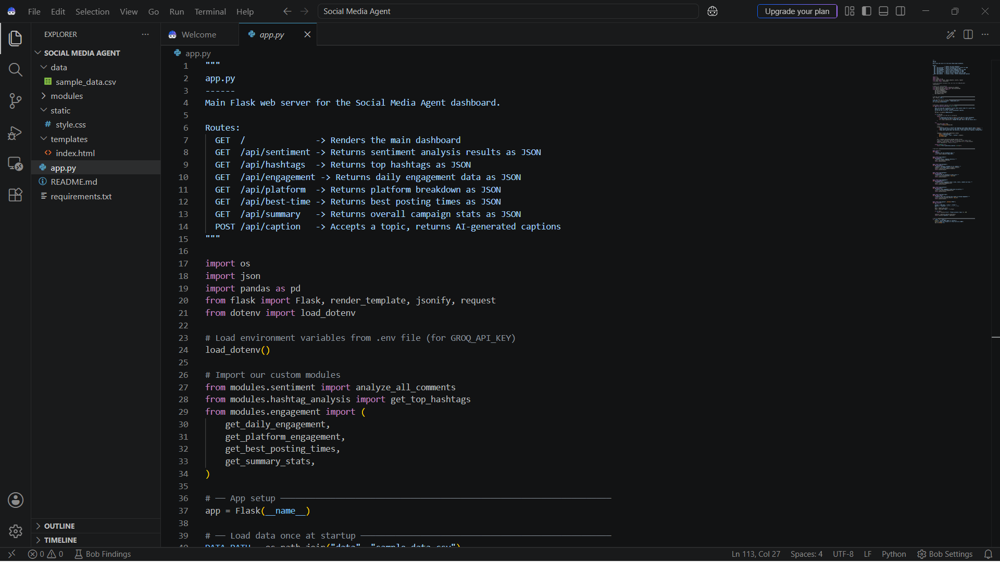 File Edit Selection View Go Run Terminal Help
Social Media Agent
Upgrade your plan
EXPLORER
SOCIAL MEDIA AGENT
data
sample_data.csv
modules
static
style.css
templates
index.html
app.py
README.md
requirements.txt
OUTLINE
TIMELINE
Welcome
app.py
app.py
1 """
2 app.py
3 ------
4 Main Flask web server for the Social Media Agent dashboard.
5
6 Routes:
7 GET / -> Renders the main dashboard
8 GET /api/sentiment -> Returns sentiment analysis results as JSON
9 GET /api/hashtags -> Returns top hashtags as JSON
10 GET /api/engagement -> Returns daily engagement data as JSON
11 GET /api/platform -> Returns platform breakdown as JSON
12 GET /api/best-time -> Returns best posting times as JSON
13 GET /api/summary -> Returns overall campaign stats as JSON
14 POST /api/caption -> Accepts a topic, returns AI-generated captions
15 """
16
17 import os
18 import json
19 import pandas as pd
20 from flask import Flask, render_template, jsonify, request
21 from dotenv import load_dotenv
22
23 # Load environment variables from .env file (for GROQ_API_KEY)
24 load_dotenv()
25
26 # Import our custom modules
27 from modules.sentiment import analyze_all_comments
28 from modules.hashtag_analysis import get_top_hashtags
29 from modules.engagement import (
30 get_daily_engagement,
31 get_platform_engagement,
32 get_best_posting_times,
33 get_summary_stats,
34 )
35
36 # —— App setup ——————————————————
37 app = Flask(__name__)
38
39 # —— Load data once at startup ——————————————————
40 DATA_PATH = os.path.join("data", "sample_data.csv")
0 0 Bob Findings
Ln 113, Col 27 Spaces: 4 UTF-8 LF Python Bob Settings